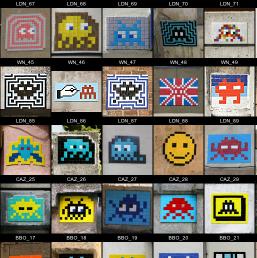 LDN_67 LDN_68 LDN_69 LDN_70 LDN_71
WN_45 WN_46 WN_47 WN_48 WN_49
LDN_85 LDN_86 LDN_87 LDN_88
CAZ_25 CAZ_26 CAZ_27 CAZ_28 CAZ_29
BBO_17 BBO_18 BBO_19 BBO_20 BBO_21